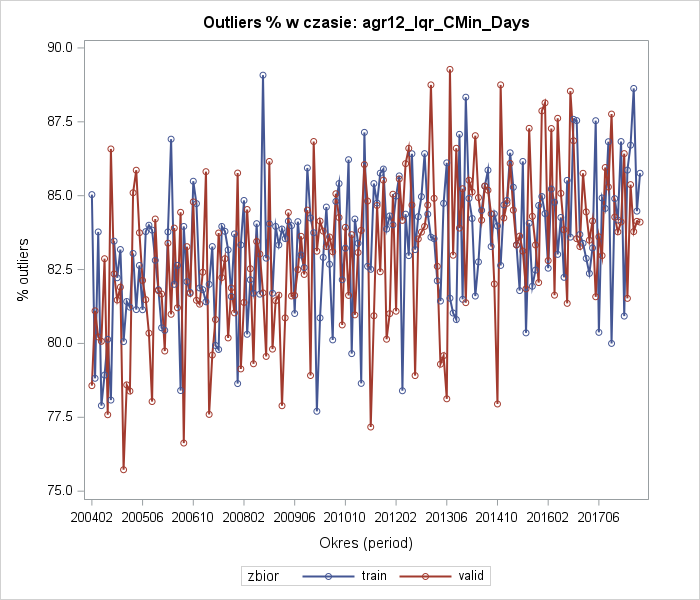 Outliers % w czasie: agr12_Iqr_CMin_Days
90.0
87.5
85.0
82.5
80.0
77.5
75.0
% outliers
200402 200506 200610 200802 200906 201010 201202 201306 201410 201602 201706
Okres (period)
zbior train valid